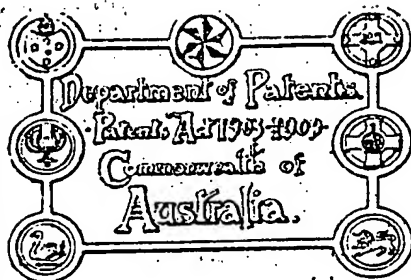 Department of Patents.
Patents Act 1903-1909
Commonwealth of
Australia.